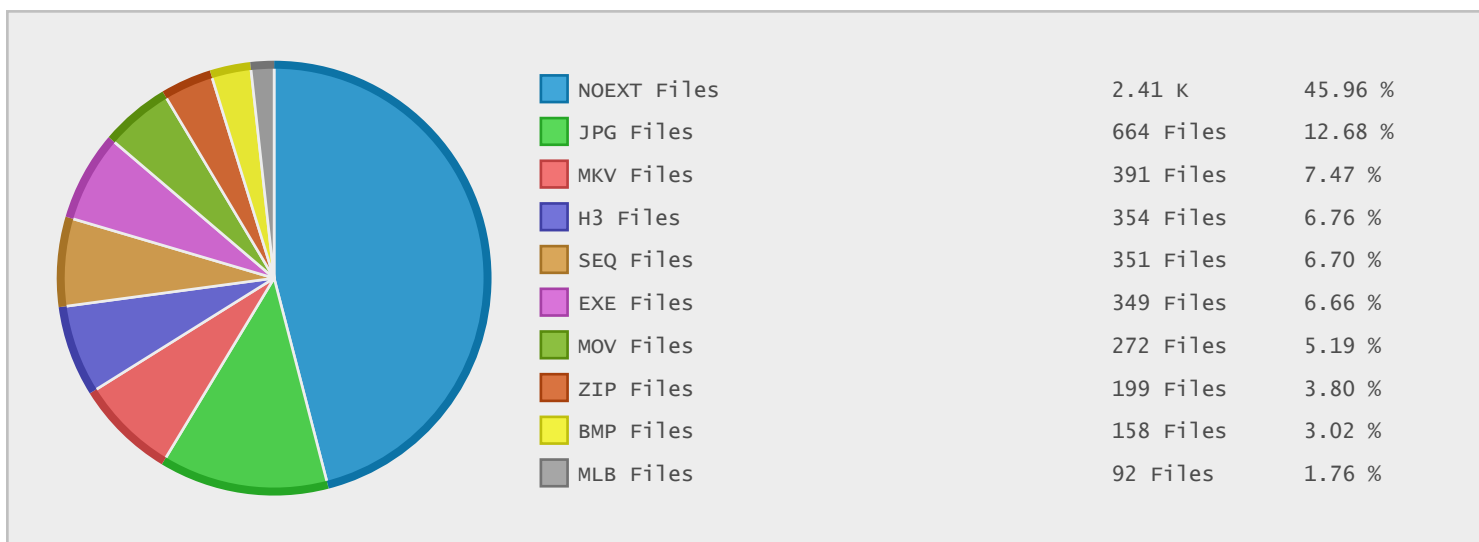 NOEXT Files 2.41 K 45.96 %
JPG Files 664 Files 12.68 %
MKV Files 391 Files 7.47 %
H3 Files 354 Files 6.76 %
SEQ Files 351 Files 6.70 %
EXE Files 349 Files 6.66 %
MOV Files 272 Files 5.19 %
ZIP Files 199 Files 3.80 %
BMP Files 158 Files 3.02 %
MLB Files 92 Files 1.76 %